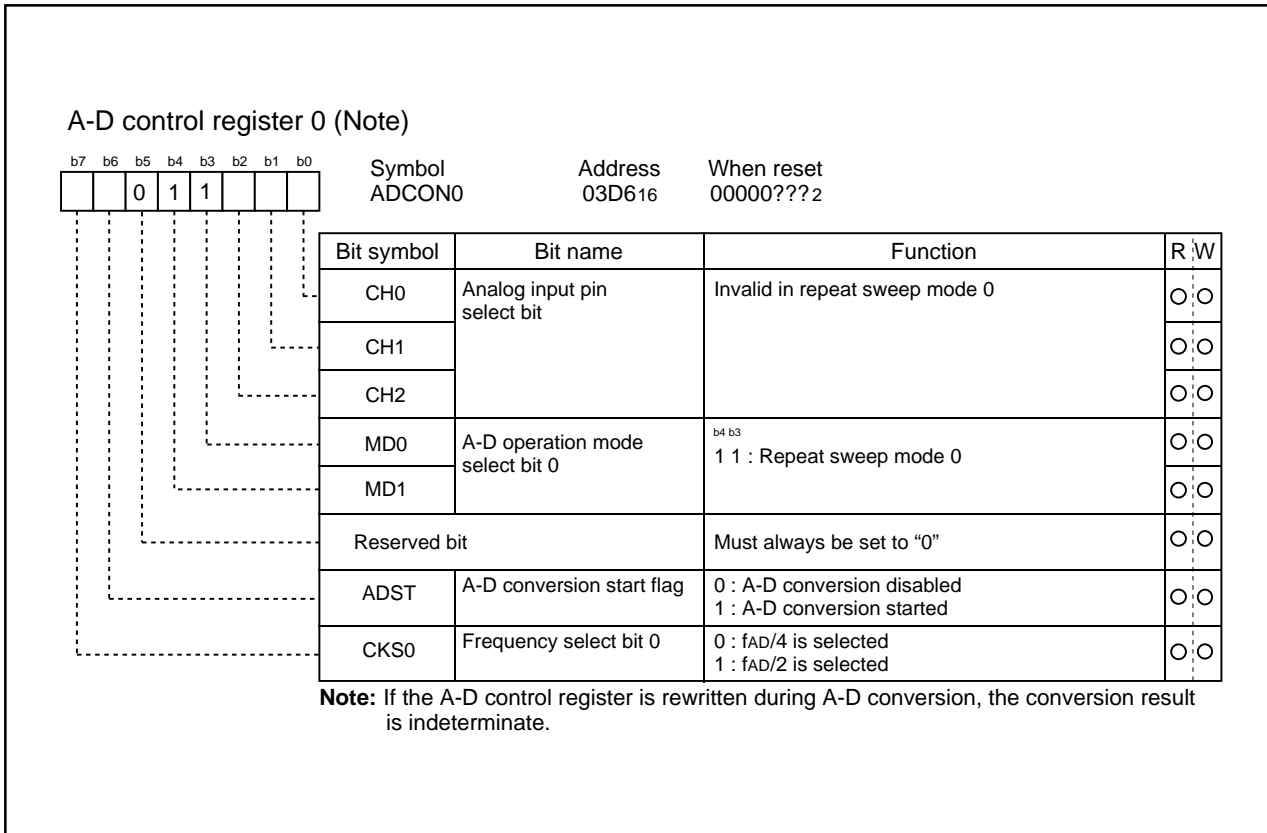 A-D control register 0 (Note)
b7 b6 b5 b4 b3 b2 b1 b0
0 1 1
Symbol Address When reset
ADCON0 03D616 00000???2
Bit symbol Bit name Function R W
CH0 Analog input pin Invalid in repeat sweep mode 0
select bit
CH1
CH2
MD0 A-D operation mode b4 b3
select bit 0 1 1 : Repeat sweep mode 0
MD1
Reserved bit Must always be set to “0”
ADST A-D conversion start flag 0 : A-D conversion disabled
1 : A-D conversion started
CKS0 Frequency select bit 0 0 : fAD/4 is selected
1 : fAD/2 is selected
Note: If the A-D control register is rewritten during A-D conversion, the conversion result
is indeterminate.